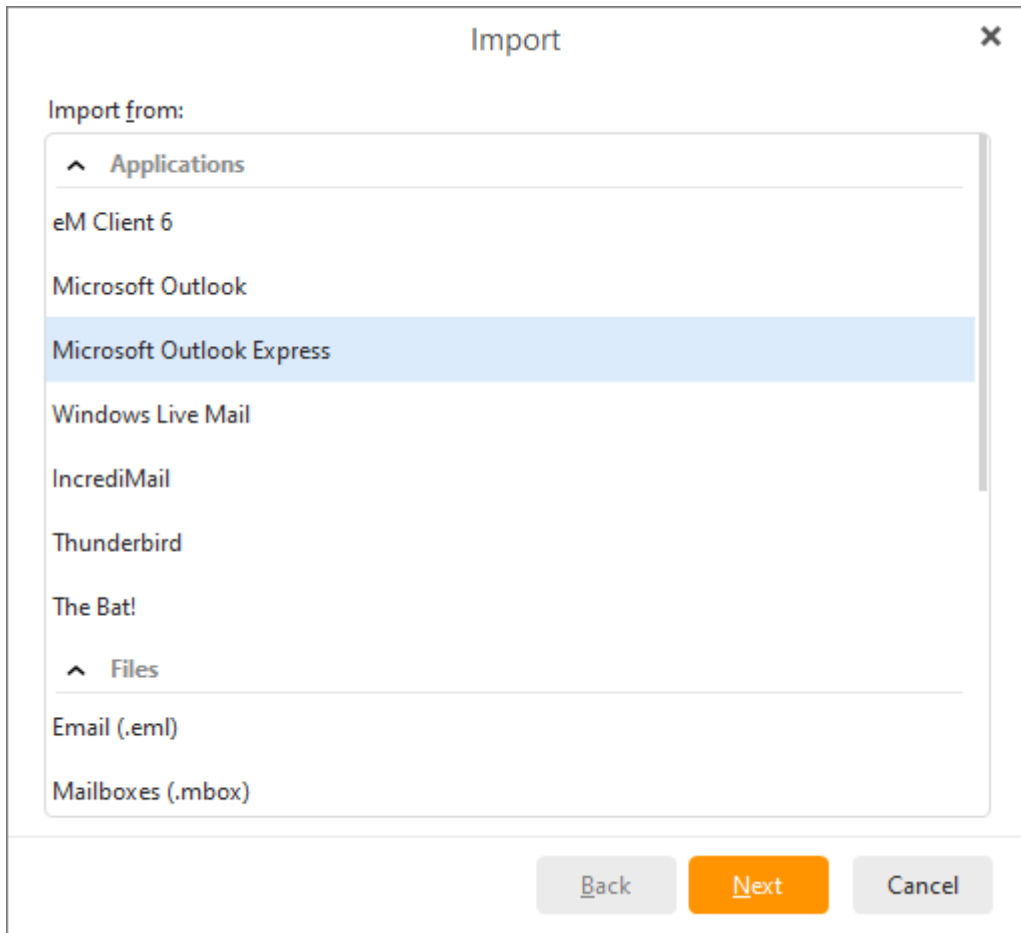 Import
Import from:
Applications
eM Client 6
Microsoft Outlook
Microsoft Outlook Express
Windows Live Mail
IncrediMail
Thunderbird
The Bat!
Files
Email (.eml)
Mailboxes (.mbox)
Back Next Cancel